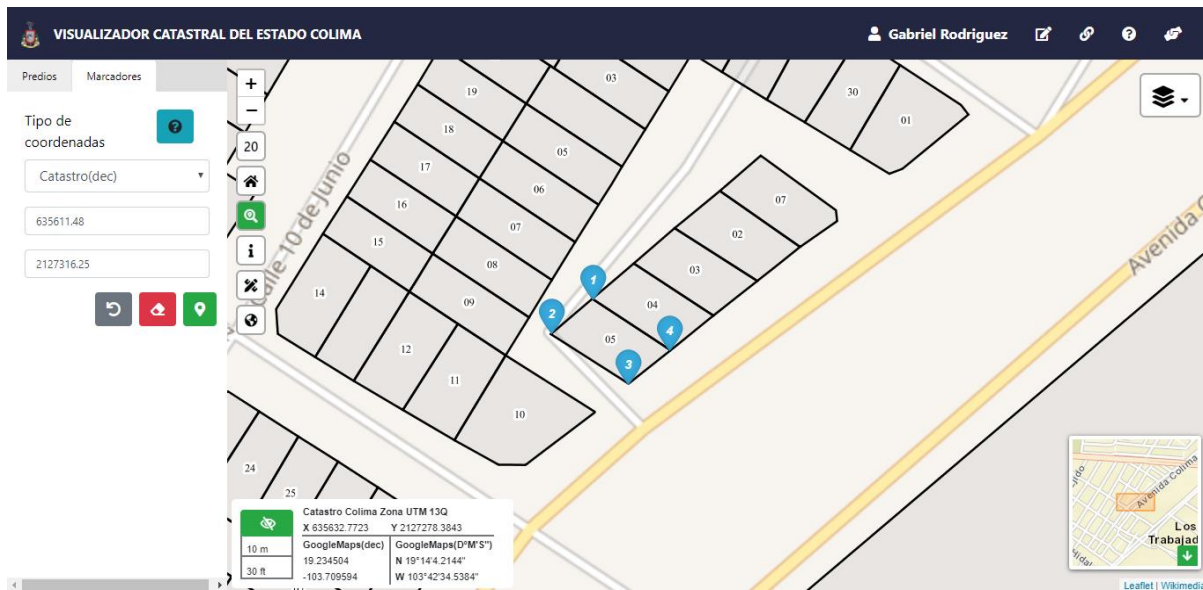 VISUALIZADOR CATASTRAL DEL ESTADO COLIMA
Gabriel Rodriguez
Predios Marcadores
Tipo de
coordenadas
Catastro(dec)
635611.48
2127316.25
+
−
20
i
19
18
17
16
15
14
03
05
06
07
08
09
12
11
10
24
25
30
01
07
02
03
04
05
1
2
3
4
Calle 10 de Junio
Avenida C
Catastro Colima Zona UTM 13Q
X 635632.7723 Y 2127278.3843
GoogleMaps(dec) GoogleMaps(D°M'S")
19.234504 N 19°14'4.2144"
-103.709594 W 103°42'34.5384"
10 m
30 ft
Avenida Colima
Los
Trabajad
Leaflet | Wikimedia